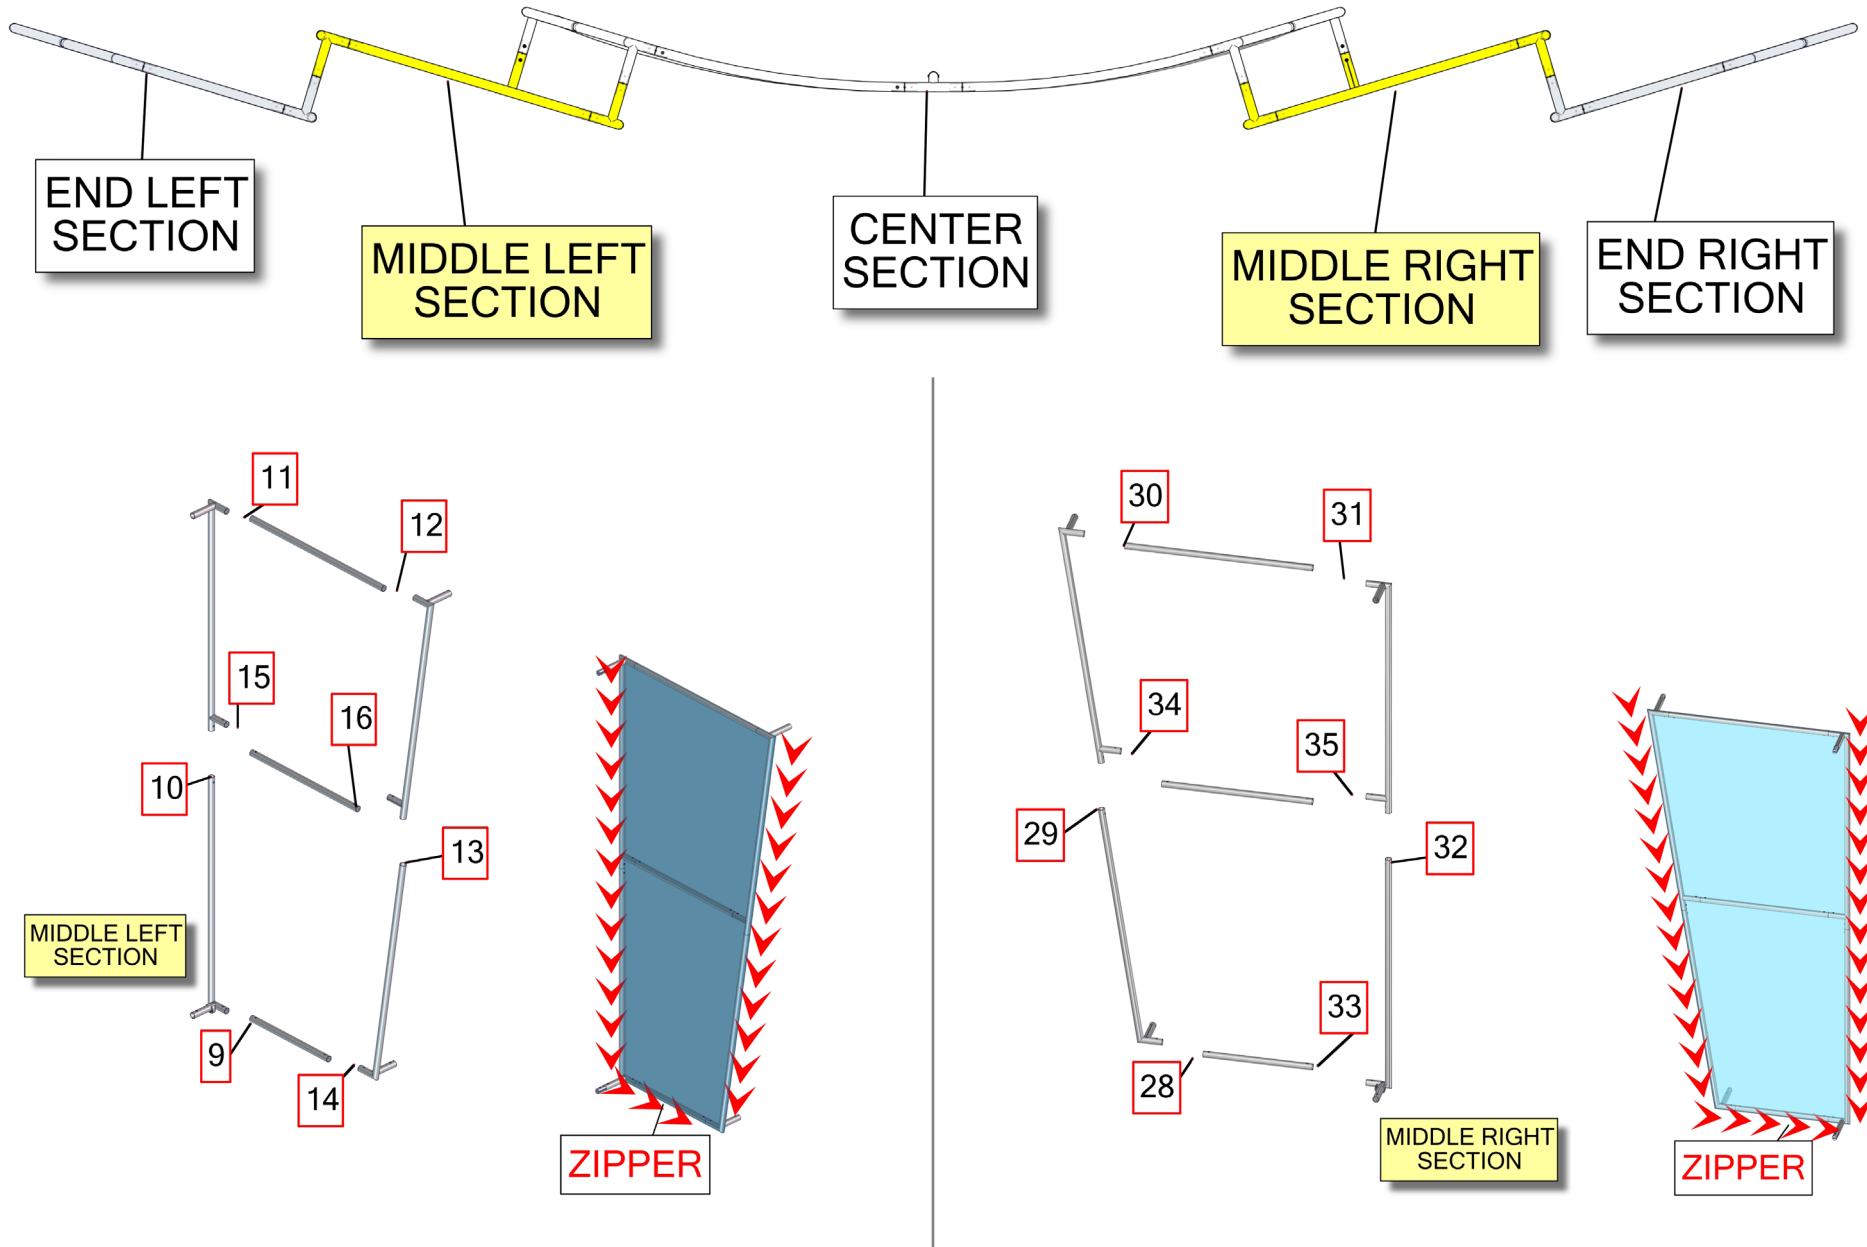 END LEFT
SECTION
MIDDLE LEFT
SECTION
CENTER
SECTION
MIDDLE RIGHT
SECTION
END RIGHT
SECTION
11
12
15
16
10
13
MIDDLE LEFT
SECTION
9
14
ZIPPER
30
31
34
35
29
32
33
28
MIDDLE RIGHT
SECTION
ZIPPER